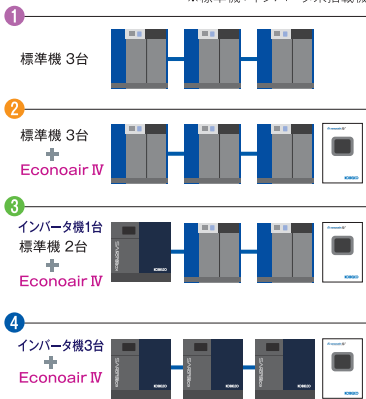 1
標準機 3台
2
標準機 3台
+
Econoair Ⅳ
3
インバータ機1台
標準機 2台
+
Econoair Ⅳ
4
インバータ機3台
+
Econoair Ⅳ